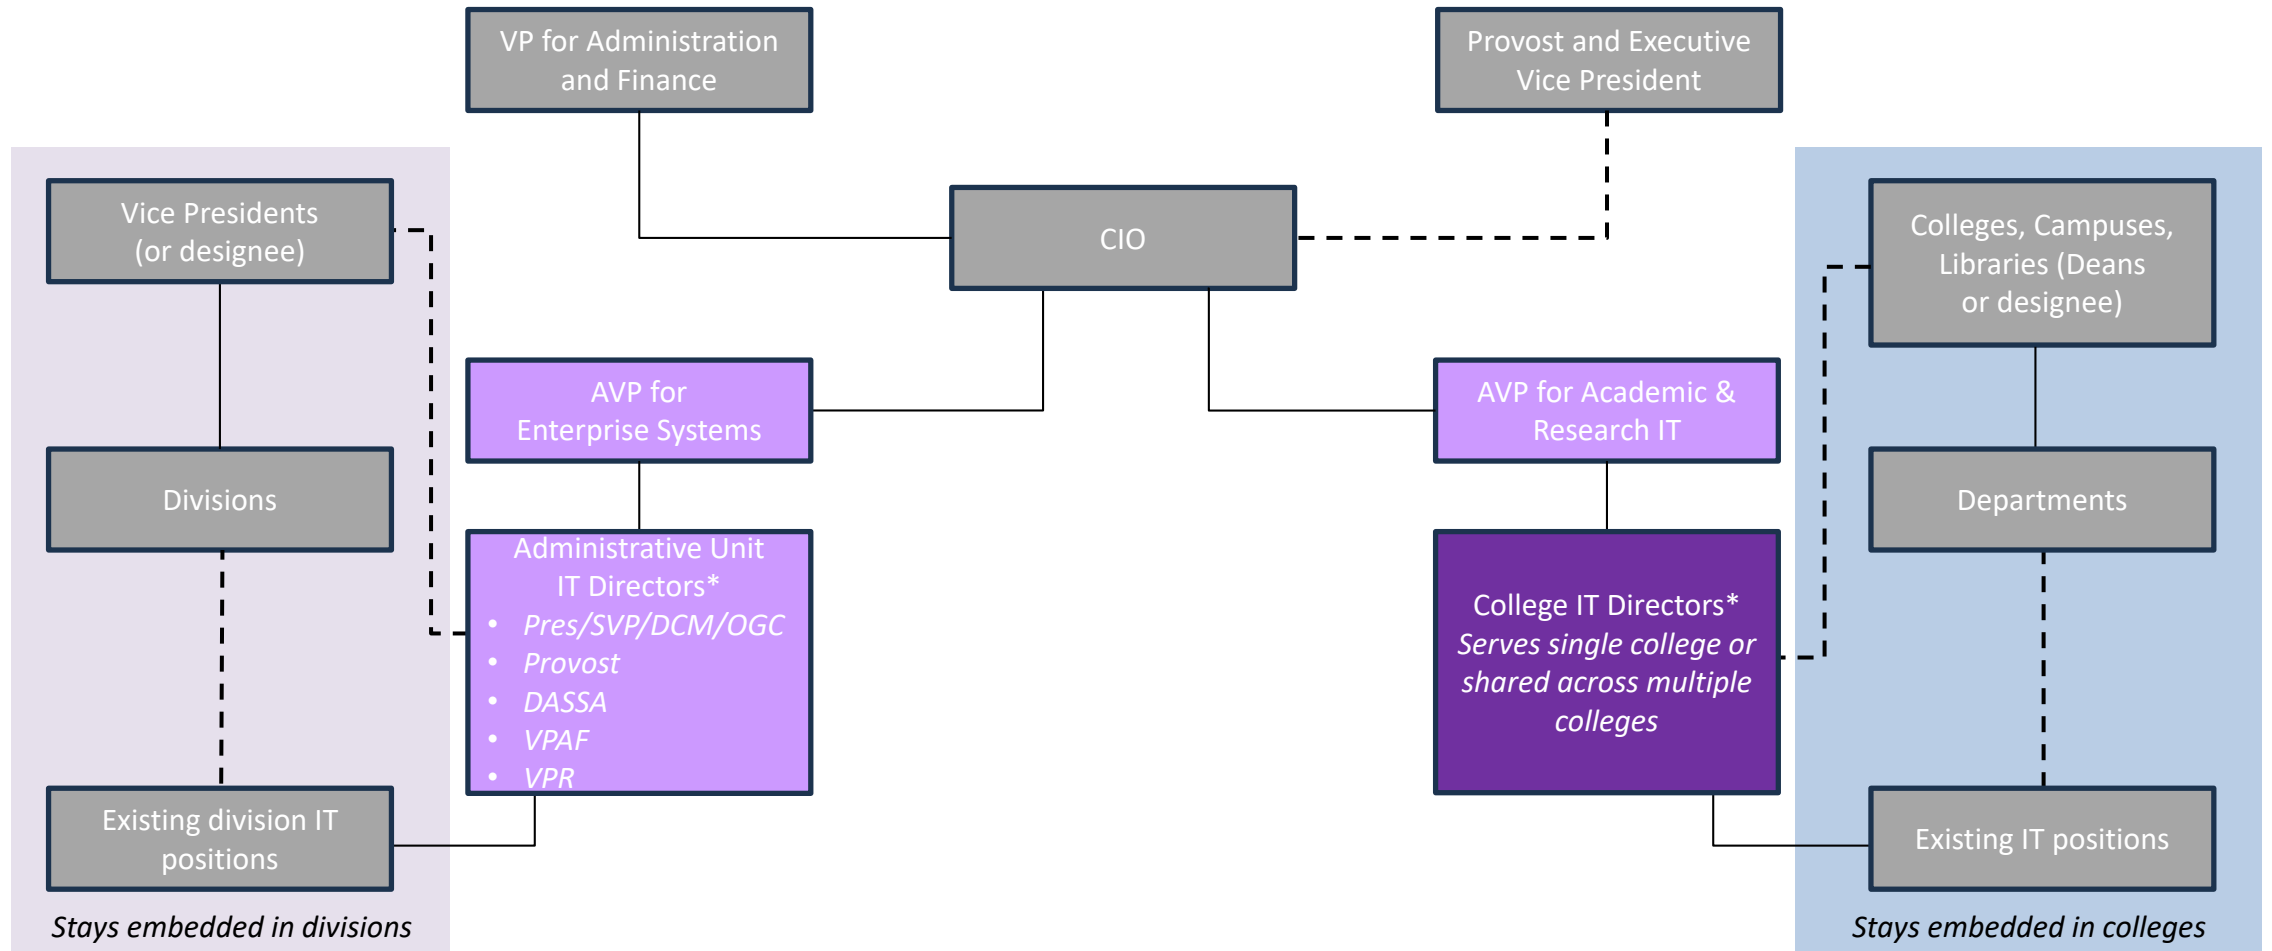 VP for Administration
and Finance
Provost and Executive
Vice President
Vice Presidents
(or designee)
CIO
Colleges, Campuses,
Libraries (Deans
or designee)
AVP for
Enterprise Systems
AVP for Academic &
Research IT
Divisions
Departments
Administrative Unit
IT Directors*
• Pres/SVP/DCM/OGC
• Provost
• DASSA
• VPAF
• VPR
College IT Directors*
Serves single college or
shared across multiple
colleges
Existing division IT
positions
Existing IT positions
Stays embedded in divisions
Stays embedded in colleges